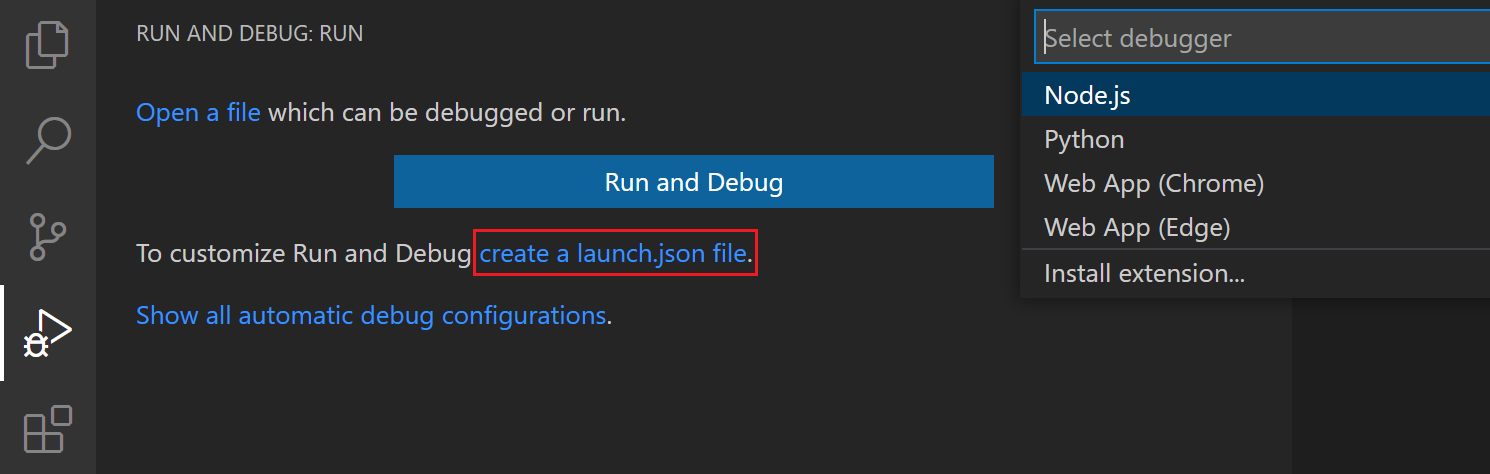 RUN AND DEBUG: RUN
Open a file which can be debugged or run.
Run and Debug
To customize Run and Debug create a launch.json file.
Show all automatic debug configurations.
Select debugger
Node.js
Python
Web App (Chrome)
Web App (Edge)
Install extension...